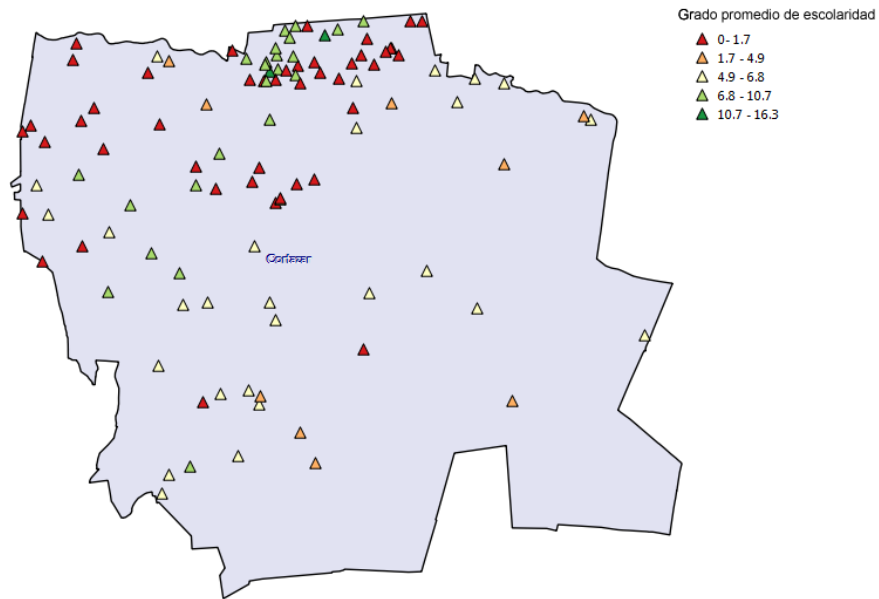 Grado promedio de escolaridad
0- 1.7
1.7 - 4.9
4.9 - 6.8
6.8 - 10.7
10.7 - 16.3
Cortazar